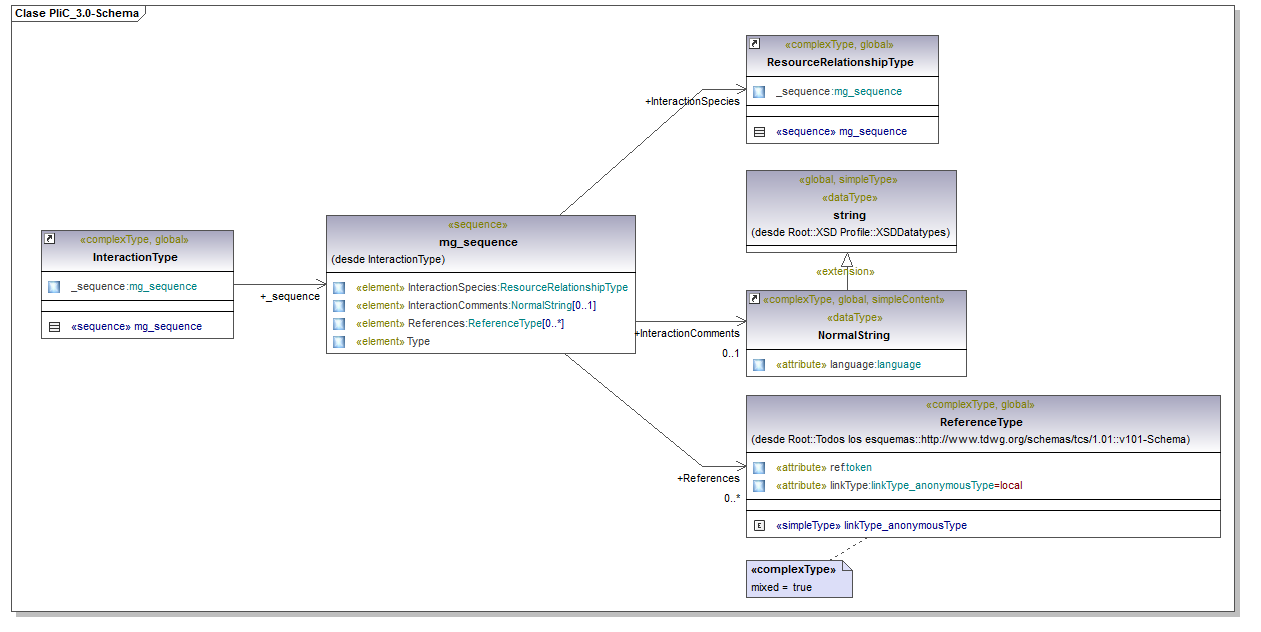 Clase PliC_3.0-Schema
«complexType, global»
ResourceRelationshipType
_sequence:mg_sequence
«sequence» mg_sequence
+InteractionSpecies
«global, simpleType»
«dataType»
string
(desde Root::XSD Profile::XSDDatatypes)
«extension»
«complexType, global»
InteractionType
_sequence:mg_sequence
«sequence» mg_sequence
+_sequence
«sequence»
mg_sequence
(desde InteractionType)
«element» InteractionSpecies:ResourceRelationshipType
«element» InteractionComments:NormalString[0..1]
«element» References:ReferenceType[0..*]
«element» Type
+InteractionComments
0..1
«complexType, global, simpleContent»
«dataType»
NormalString
«attribute» language:language
+References
0..*
«complexType, global»
ReferenceType
(desde Root::Todos los esquemas::http://www.tdwg.org/schemas/tcs/1.01::v101-Schema)
«attribute» ref:token
«attribute» linkType:linkType_anonymousType=local
E «simpleType» linkType_anonymousType
«complexType»
mixed = true